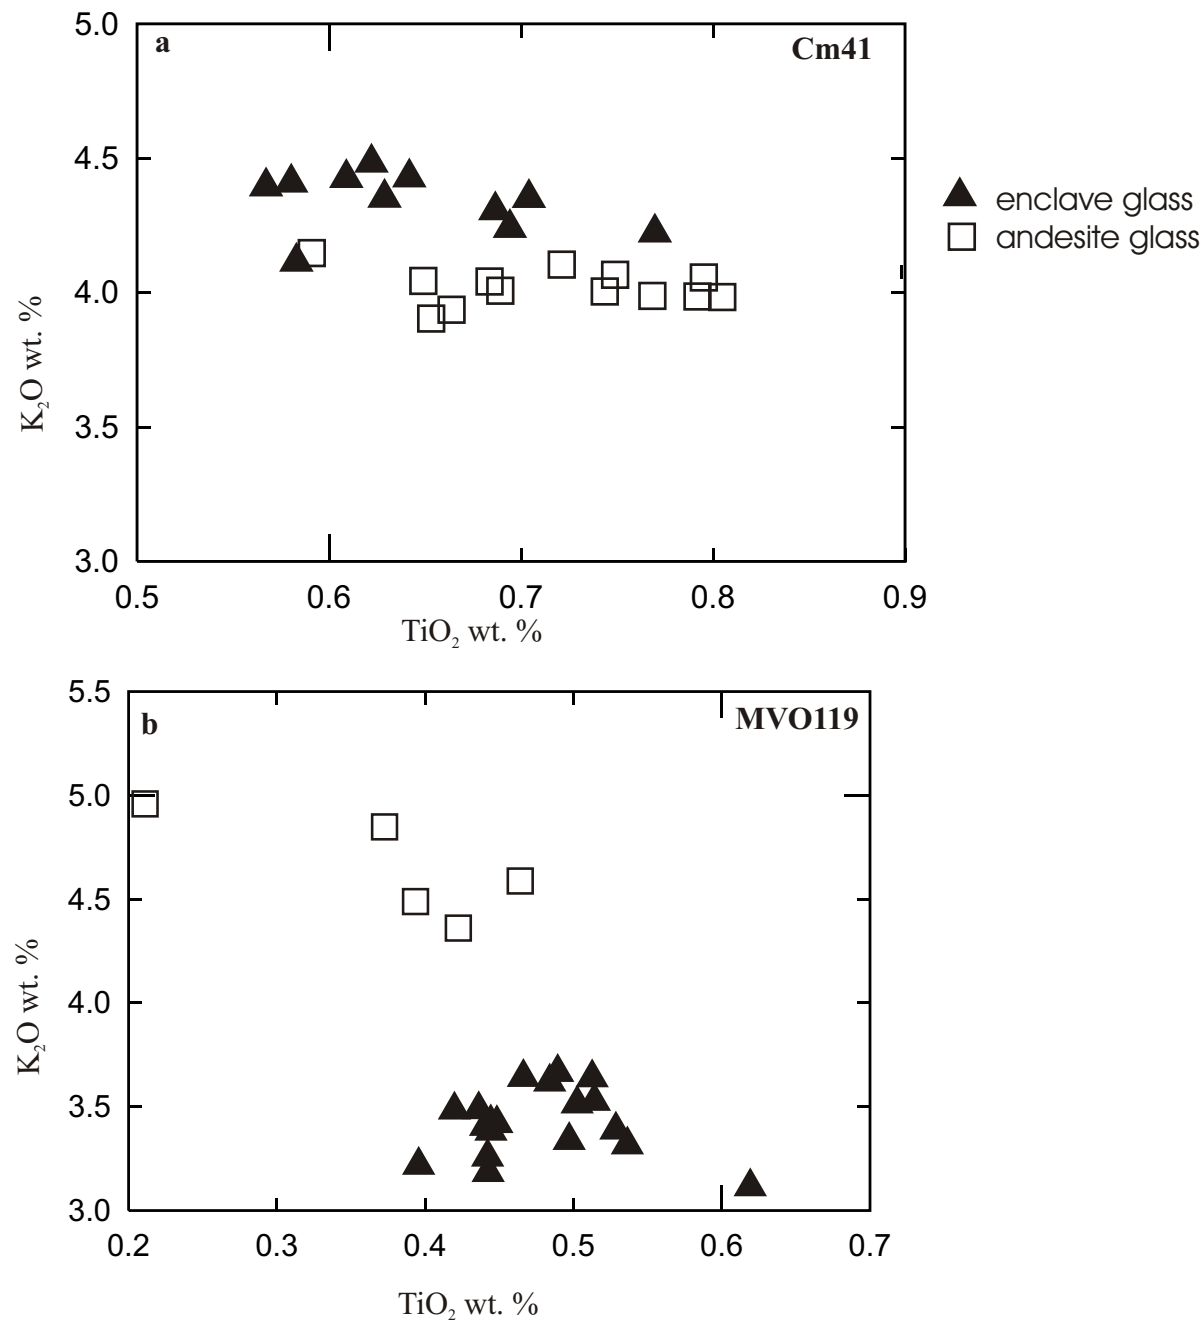 5.0
a
Cm41
4.5
4.0
3.5
3.0
K₂O wt. %
0.5 0.6 0.7 0.8 0.9
TiO₂ wt. %
enclave glass
andesite glass
5.5
b
MVO119
5.0
4.5
4.0
3.5
3.0
K₂O wt. %
0.2 0.3 0.4 0.5 0.6 0.7
TiO₂ wt. %